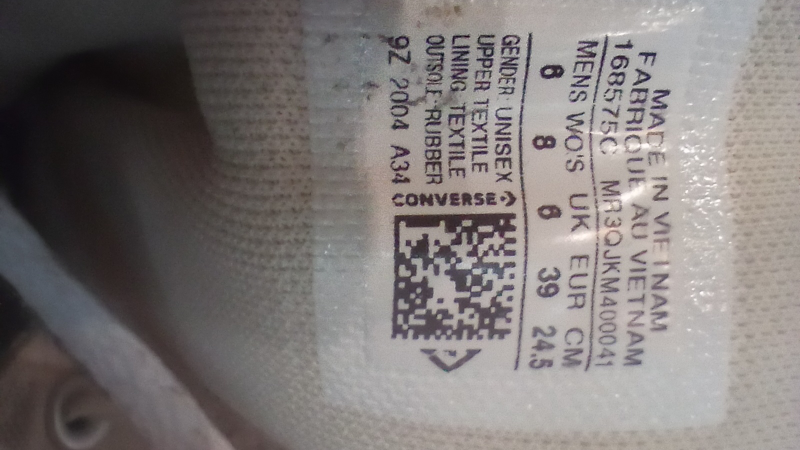 MADE IN VIETNAM
FABRIQUE AU VIETNAM
168575C MR3QJKM400041
MENS WO'S UK EUR CM
6 8 6 39 24.5
GENDER: UNISEX
UPPER TEXTILE
LINING TEXTILE
OUTSOLE: RUBBER
9Z 2004 A34
CONVERSE